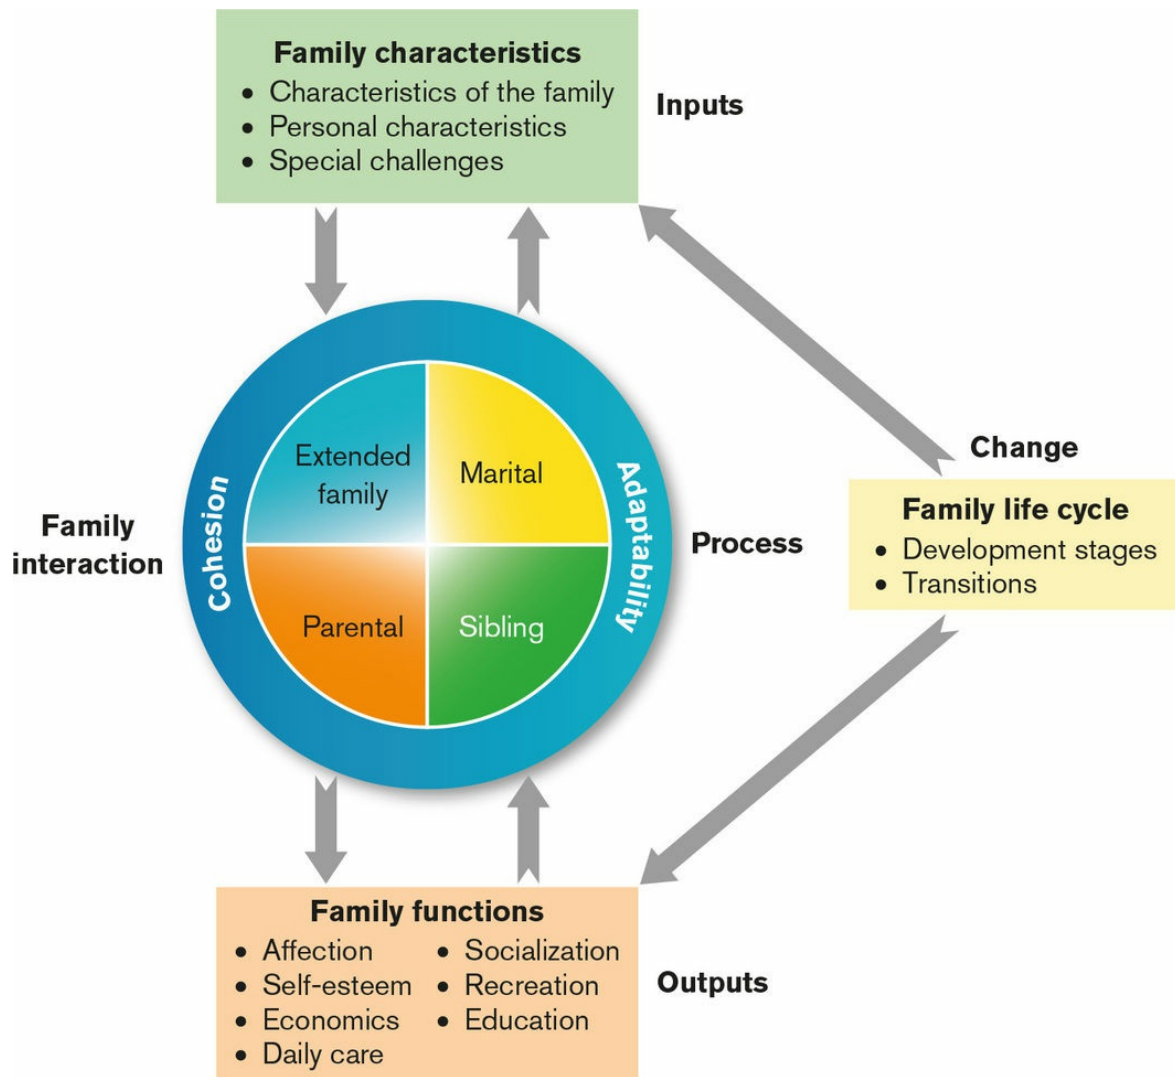 Family characteristics
• Characteristics of the family
• Personal characteristics
• Special challenges
Inputs
Extended
family
Marital
Parental
Sibling
Cohesion
Adaptability
Family
interaction
Process
Change
Family life cycle
• Development stages
• Transitions
Family functions
• Affection
• Self-esteem
• Economics
• Daily care
• Socialization
• Recreation
• Education
Outputs